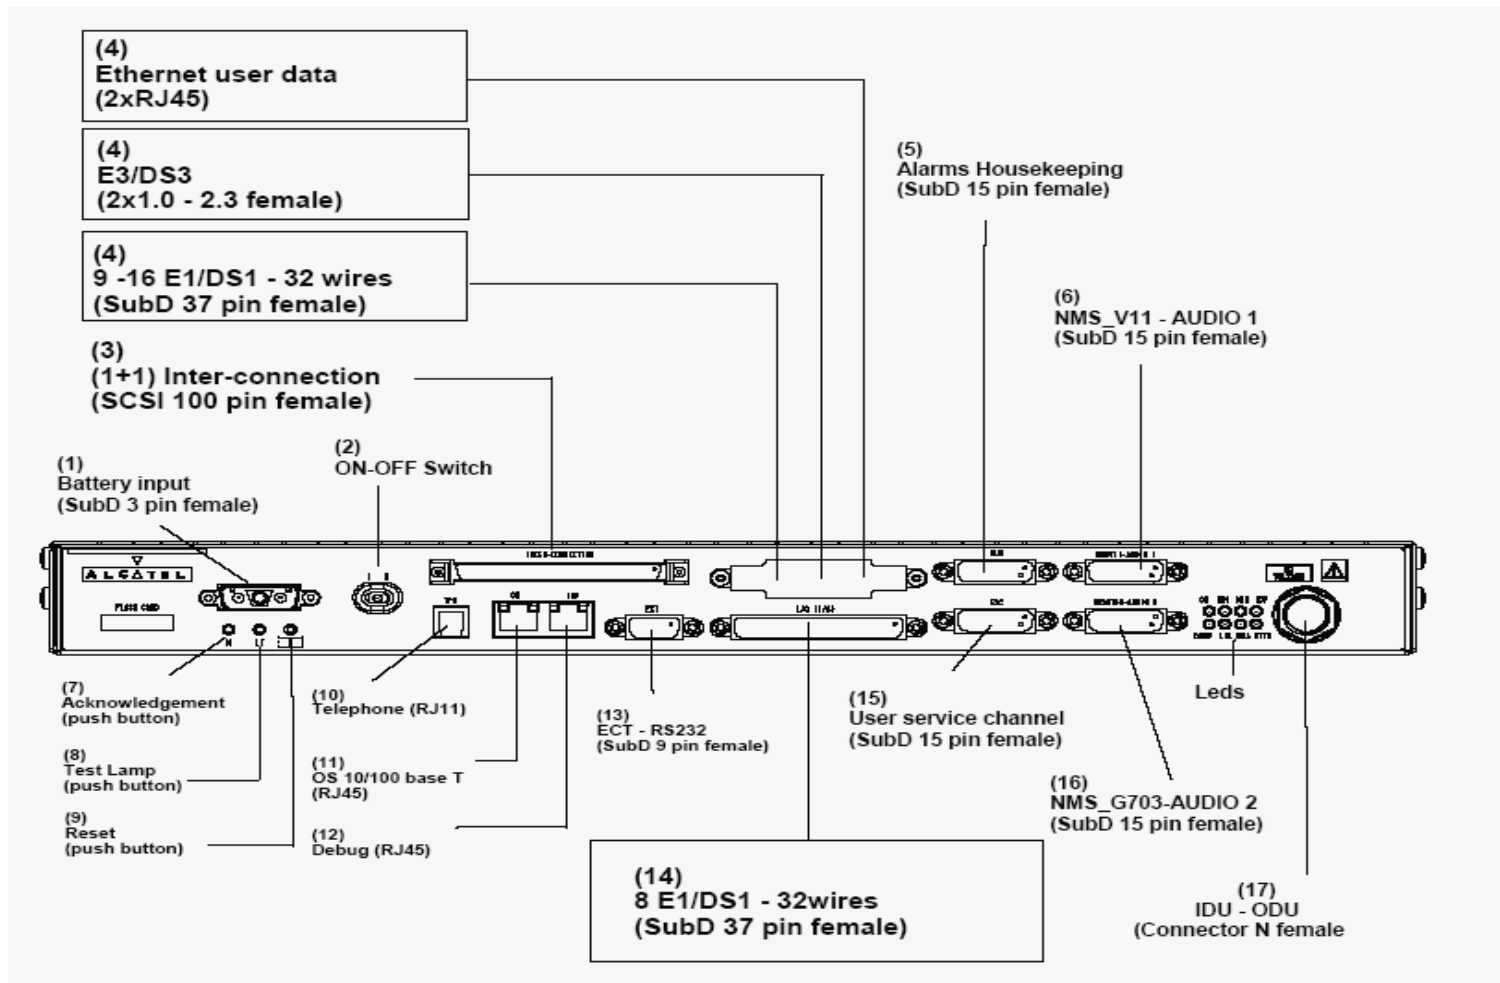 (4)
Ethernet user data
(2xRJ45)
(4)
E3/DS3
(2x1.0 - 2.3 female)
(4)
9 -16 E1/DS1 - 32 wires
(SubD 37 pin female)
(3)
(1+1) Inter-connection
(SCSI 100 pin female)
(5)
Alarms Housekeeping
(SubD 15 pin female)
(6)
NMS_V11 - AUDIO 1
(SubD 15 pin female)
(2)
ON-OFF Switch
(1)
Battery input
(SubD 3 pin female)
ALCATEL
FLASH CARD
INTER-CONNECTION
(7)
Acknowledgement
(push button)
(8)
Test Lamp
(push button)
(9)
Reset
(push button)
(10)
Telephone (RJ11)
(11)
OS 10/100 base T
(RJ45)
(12)
Debug (RJ45)
(13)
ECT - RS232
(SubD 9 pin female)
(14)
8 E1/DS1 - 32wires
(SubD 37 pin female)
(15)
User service channel
(SubD 15 pin female)
(16)
NMS_G703-AUDIO 2
(SubD 15 pin female)
Leds
(17)
IDU - ODU
(Connector N female